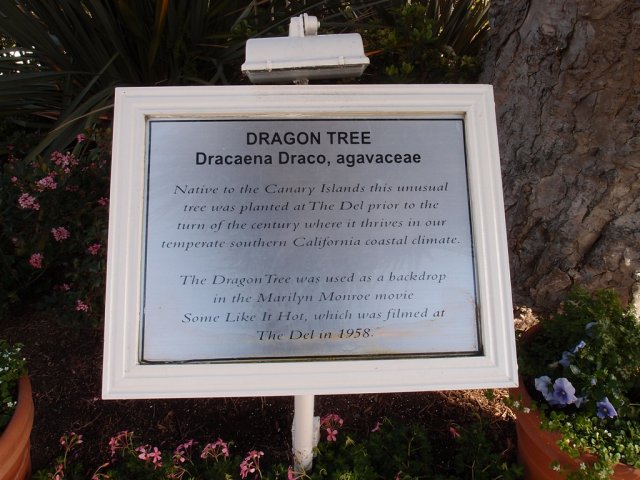 DRAGON TREE
Dracaena Draco, agavaceae
Native to the Canary Islands this unusual
tree was planted at The Del prior to the
turn of the century where it thrives in our
temperate southern California coastal climate.
The Dragon Tree was used as a backdrop
in the Marilyn Monroe movie
Some Like It Hot, which was filmed at
The Del in 1958.